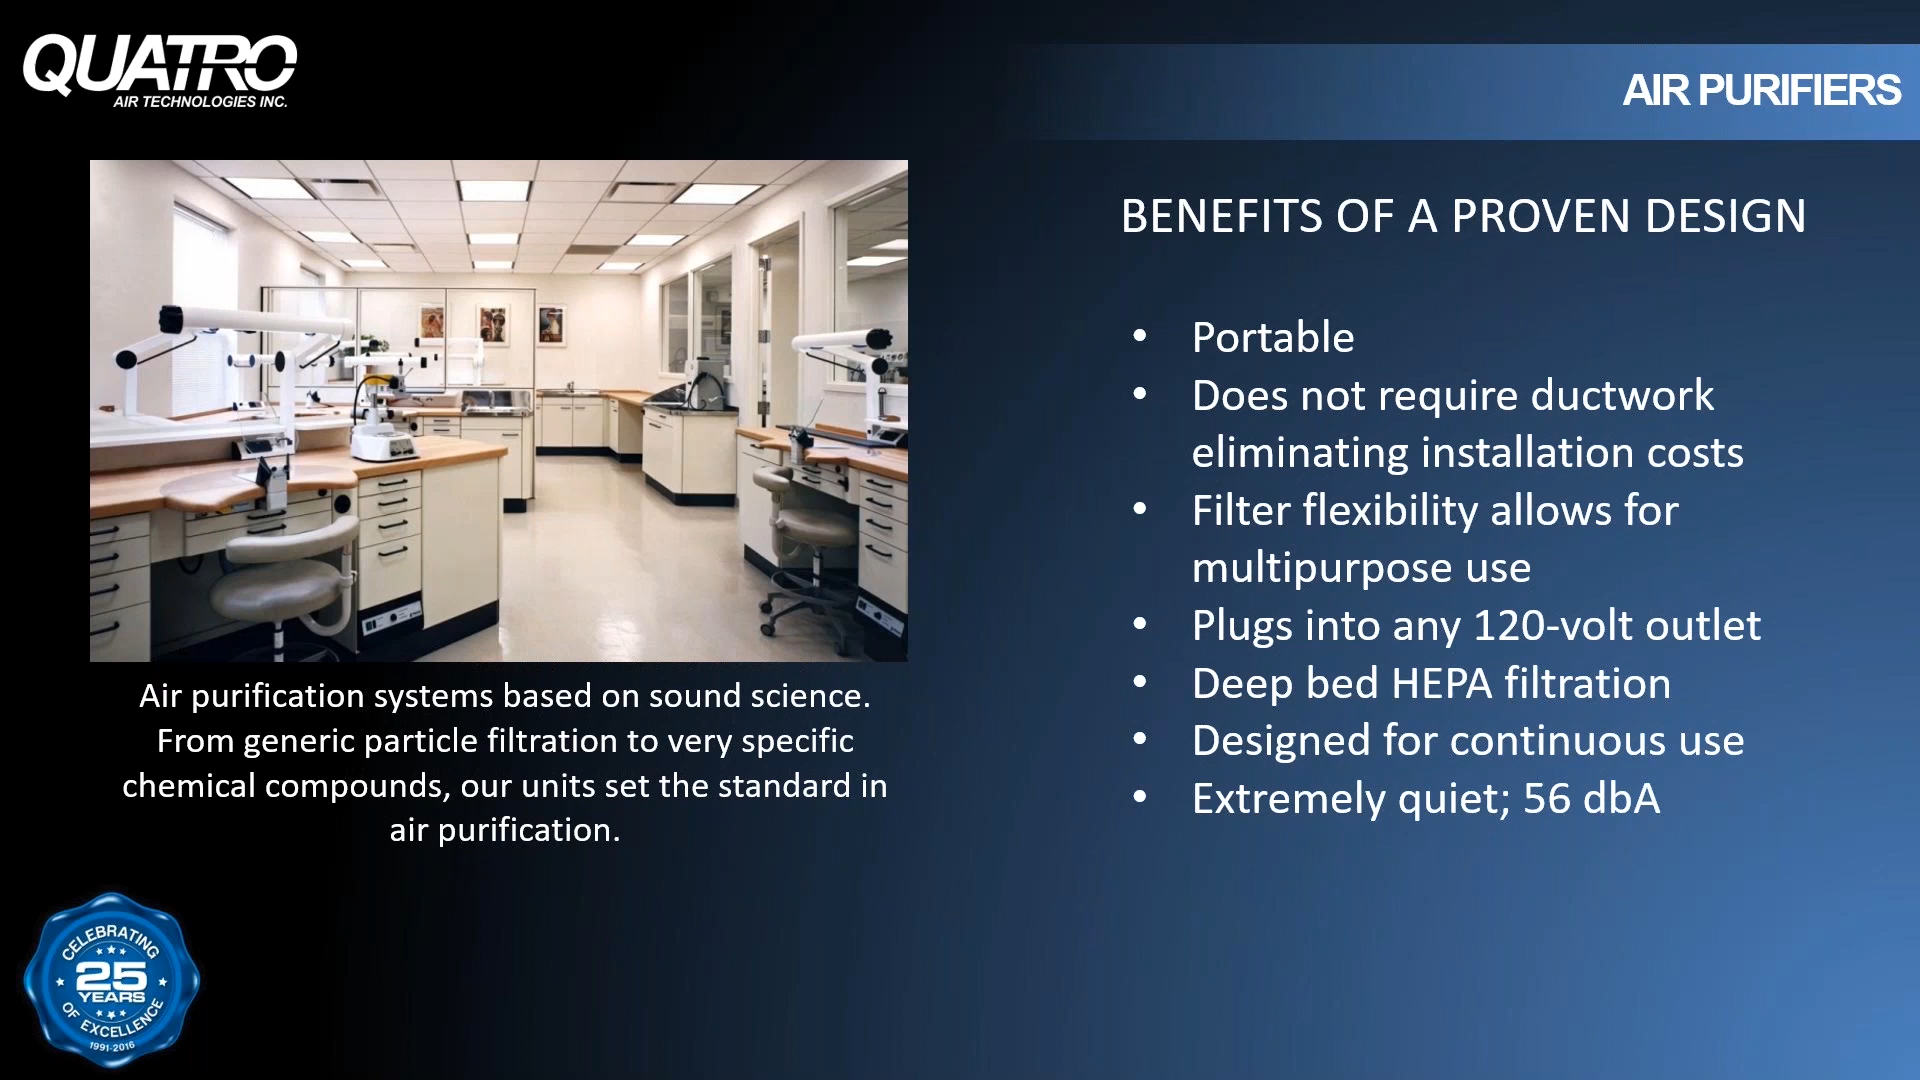 QUATRO
AIR TECHNOLOGIES INC.
AIR PURIFIERS
BENEFITS OF A PROVEN DESIGN
• Portable
• Does not require ductwork
eliminating installation costs
• Filter flexibility allows for
multipurpose use
• Plugs into any 120-volt outlet
• Deep bed HEPA filtration
• Designed for continuous use
• Extremely quiet; 56 dbA
Air purification systems based on sound science.
From generic particle filtration to very specific
chemical compounds, our units set the standard in
air purification.
CELEBRATING
25
YEARS
OF EXCELLENCE
1991-2016